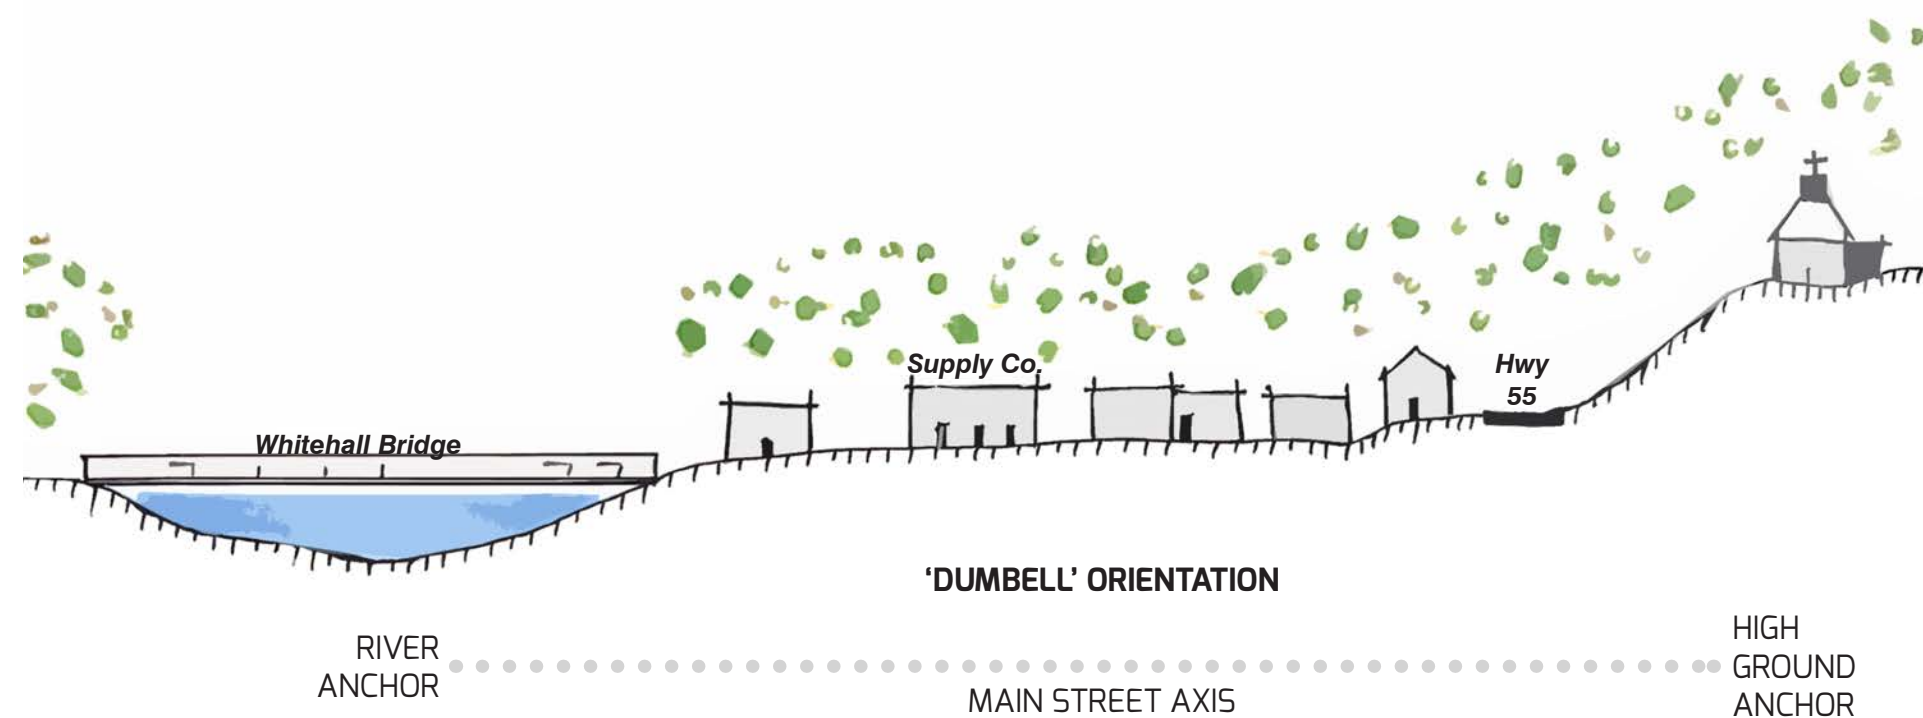 Supply Co.
Hwy
55
Whitehall Bridge
‘DUMBELL’ ORIENTATION
RIVER
ANCHOR
MAIN STREET AXIS
HIGH
GROUND
ANCHOR